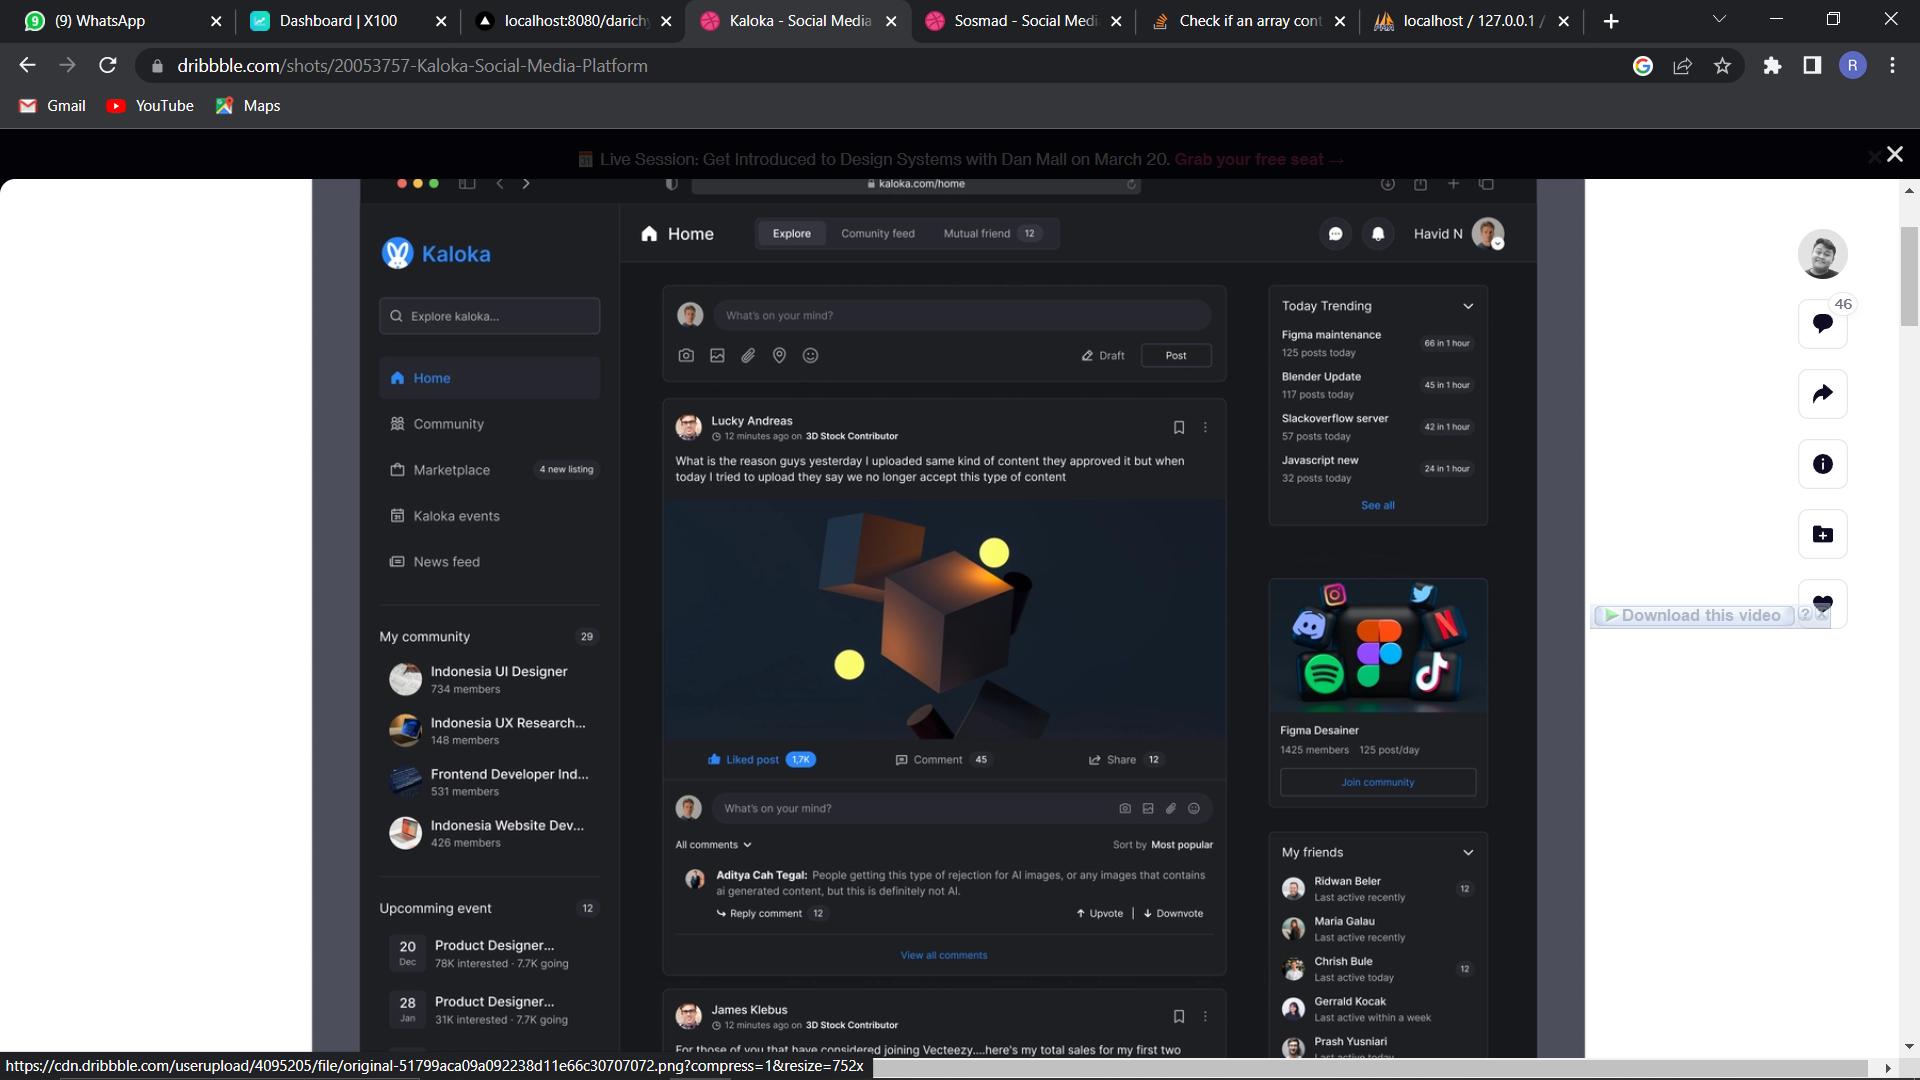 (9) WhatsApp
Dashboard | X100
localhost:8080/darichy
Kaloka - Social Media
Sosmad - Social Medi
Check if an array cont
localhost / 127.0.0.1 /
dribbble.com/shots/20053757-Kaloka-Social-Media-Platform
R
Gmail
YouTube
Maps
Live Session: Get Introduced to Design Systems with Dan Mall on March 20. Grab your free seat →
kaloka.com/home
Kaloka
Home
Explore
Comunity feed
Mutual friend 12
Havid N
Explore kaloka...
Home
Community
Marketplace
4 new listing
Kaloka events
News feed
My community
29
Indonesia UI Designer
734 members
Indonesia UX Research...
148 members
Frontend Developer Ind...
531 members
Indonesia Website Dev...
426 members
Upcomming event
12
20
Dec
Product Designer...
78K interested · 7.7K going
28
Jan
Product Designer...
31K interested · 7.7K going
What's on your mind?
Draft
Post
Lucky Andreas
12 minutes ago on 3D Stock Contributor
What is the reason guys yesterday I uploaded same kind of content they approved it but when
today I tried to upload they say we no longer accept this type of content
Liked post 1,7K
Comment 45
Share 12
What's on your mind?
All comments
Sort by Most popular
Aditya Cah Tegal: People getting this type of rejection for AI images, or any images that contains
ai generated content, but this is definitely not AI.
Reply comment 12
Upvote
Downvote
View all comments
James Klebus
12 minutes ago on 3D Stock Contributor
For those of you that have considered joining Vecteezy....here's my total sales for my first two
Today Trending
Figma maintenance
125 posts today
66 in 1 hour
Blender Update
117 posts today
45 in 1 hour
Slackoverflow server
57 posts today
42 in 1 hour
Javascript new
32 posts today
24 in 1 hour
See all
Figma Desainer
1425 members 125 post/day
Join community
My friends
Ridwan Beler
Last active recently
12
Maria Galau
Last active recently
Chrish Bule
Last active today
12
Gerrald Kocak
Last active within a week
Prash Yusniari
Last active today
46
Download this video
https://cdn.dribbble.com/userupload/4095205/file/original-51799aca09a092238d11e66c30707072.png?compress=1&resize=752x